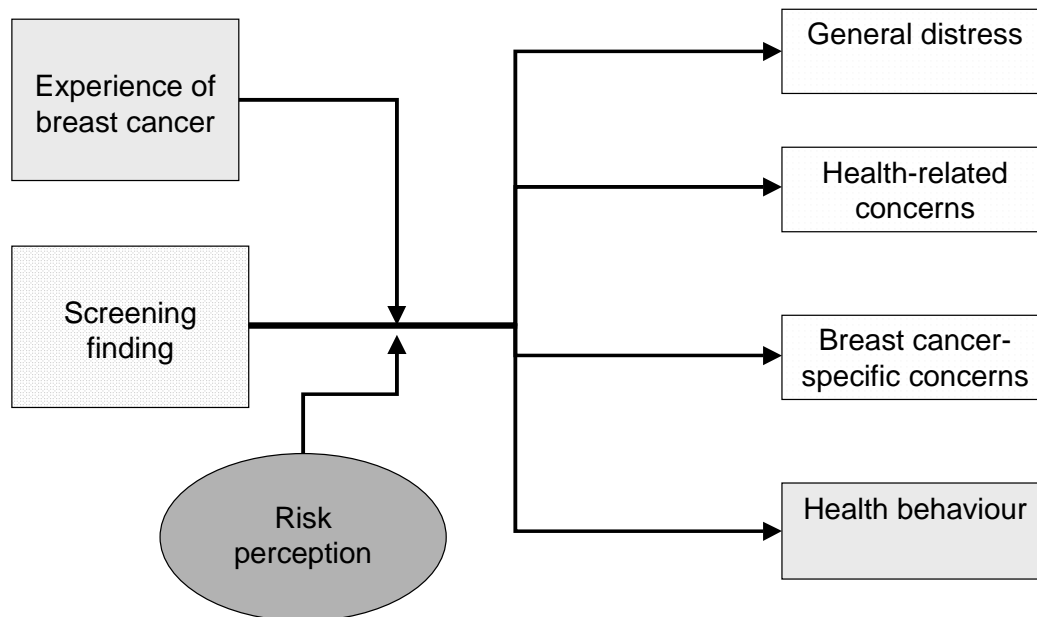 General distress
Experience of
breast cancer
Health-related
concerns
Screening
finding
Breast cancer-
specific concerns
Risk
perception
Health behaviour